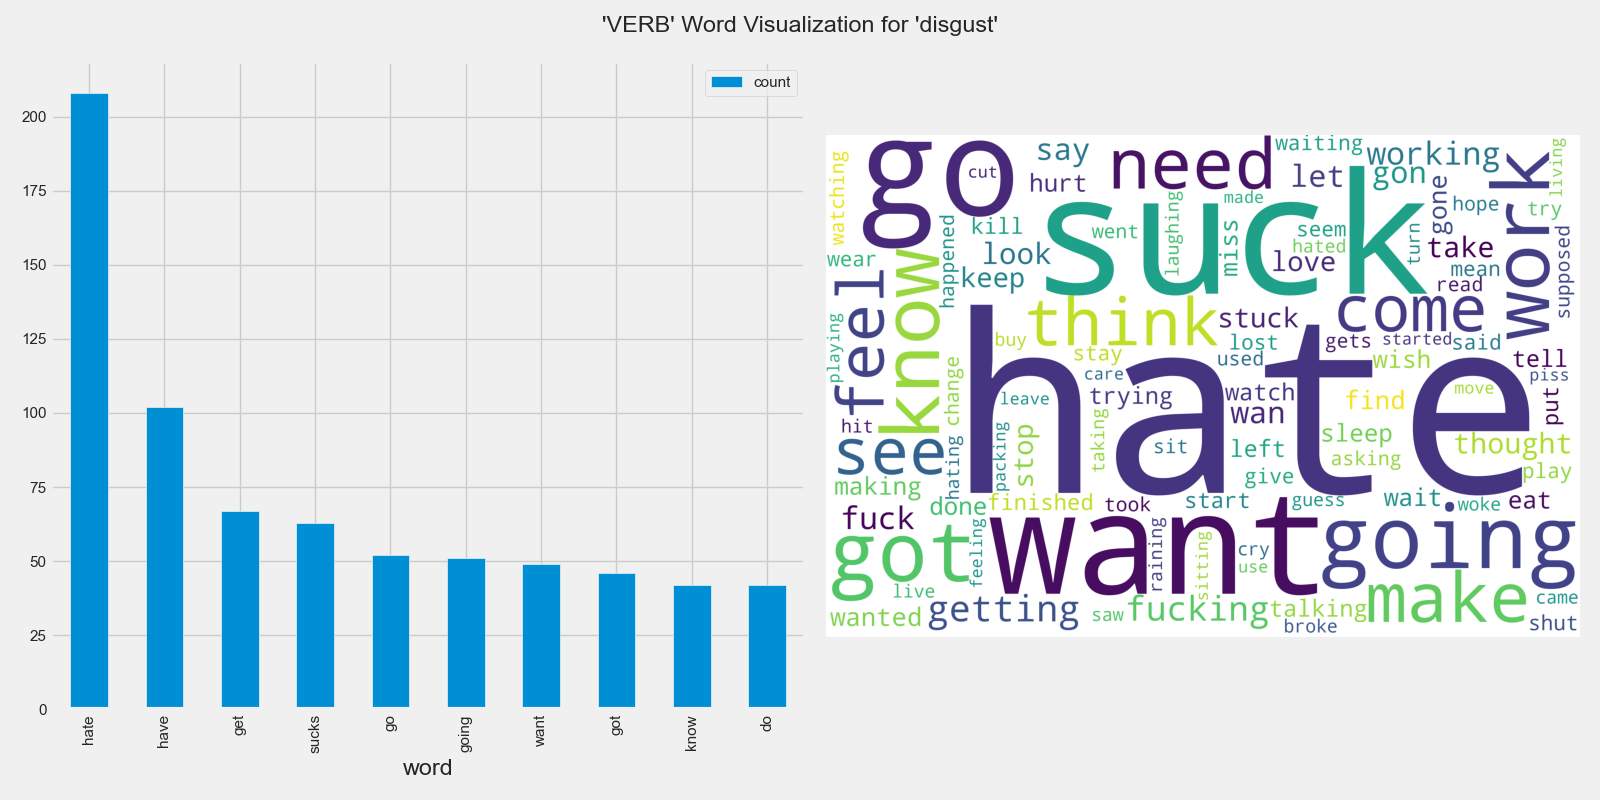 'VERB' Word Visualization for 'disgust'
count
200
175
150
125
100
75
50
25
0
hate
have
get
sucks
go
going
want
got
know
do
word
watching
go
cut
say
hurt
need
waiting
let
working
gon
work
living
kill
happened
look
keep
went
suck
made
laughing
miss
seem
hated
love
turn
gone
hope
try
take
mean
read
supposed
wear
feel
know
think
stuck
come
playing
buy
stay
lost
used
gets
started
said
wish
tell
piss
care
change
leave
trying
watch
wan
hate
find
move
put
hit
see
hating
packing
stop
taking
sit
left
sleep
asking
thought
play
making
give
finished
took
start
guess
wait
woke
eat
fuck
done
got
feeling
want
raining
sitting
cry
use
going
live
wanted
getting
saw
fucking
talking
broke
make
came
shut